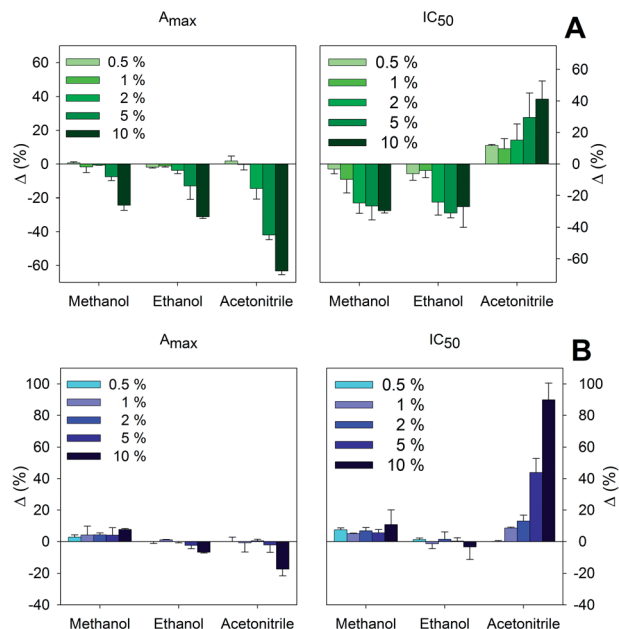 Amax
IC50
A
60
40
20
0
-20
-40
-60
Δ (%)
0.5 %
1 %
2 %
5 %
10 %
Methanol
Ethanol
Acetonitrile
0.5 %
1 %
2 %
5 %
10 %
Methanol
Ethanol
Acetonitrile
60
40
20
0
-20
-40
-60
Δ (%)
Amax
IC50
B
100
80
60
40
20
0
-20
-40
Δ (%)
0.5 %
1 %
2 %
5 %
10 %
Methanol
Ethanol
Acetonitrile
0.5 %
1 %
2 %
5 %
10 %
Methanol
Ethanol
Acetonitrile
100
80
60
40
20
0
-20
-40
Δ (%)